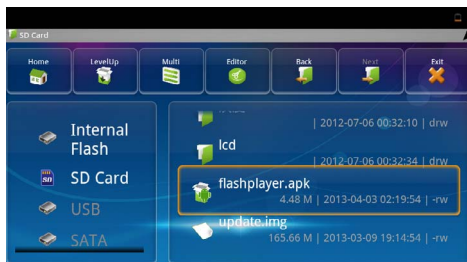 SD Card
Home LevelUp Multi Editor Back Next Exit
Internal Flash
SD Card
USB
SATA
| 2012-07-06 00:32:10 | drw
lcd
| 2012-07-06 00:32:34 | drw
flashplayer.apk
4.48 M | 2013-04-03 02:19:54 | -rw
update.img
165.66 M | 2013-03-09 19:14:54 | -rw